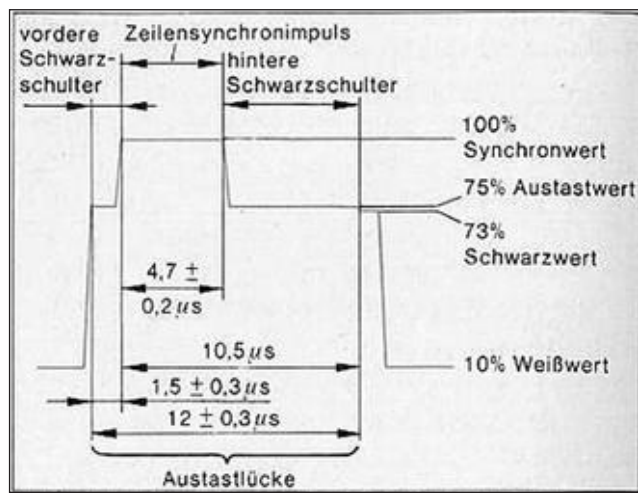 vordere
Schwarz-
schulter
Zeilensynchronimpuls
hintere
Schwarzschulter
100%
Synchronwert
75% Austastwert
73%
Schwarzwert
4,7 ±
0,2 µs
10,5 µs
10% Weißwert
1,5 ± 0,3 µs
12 ± 0,3 µs
Austastlücke